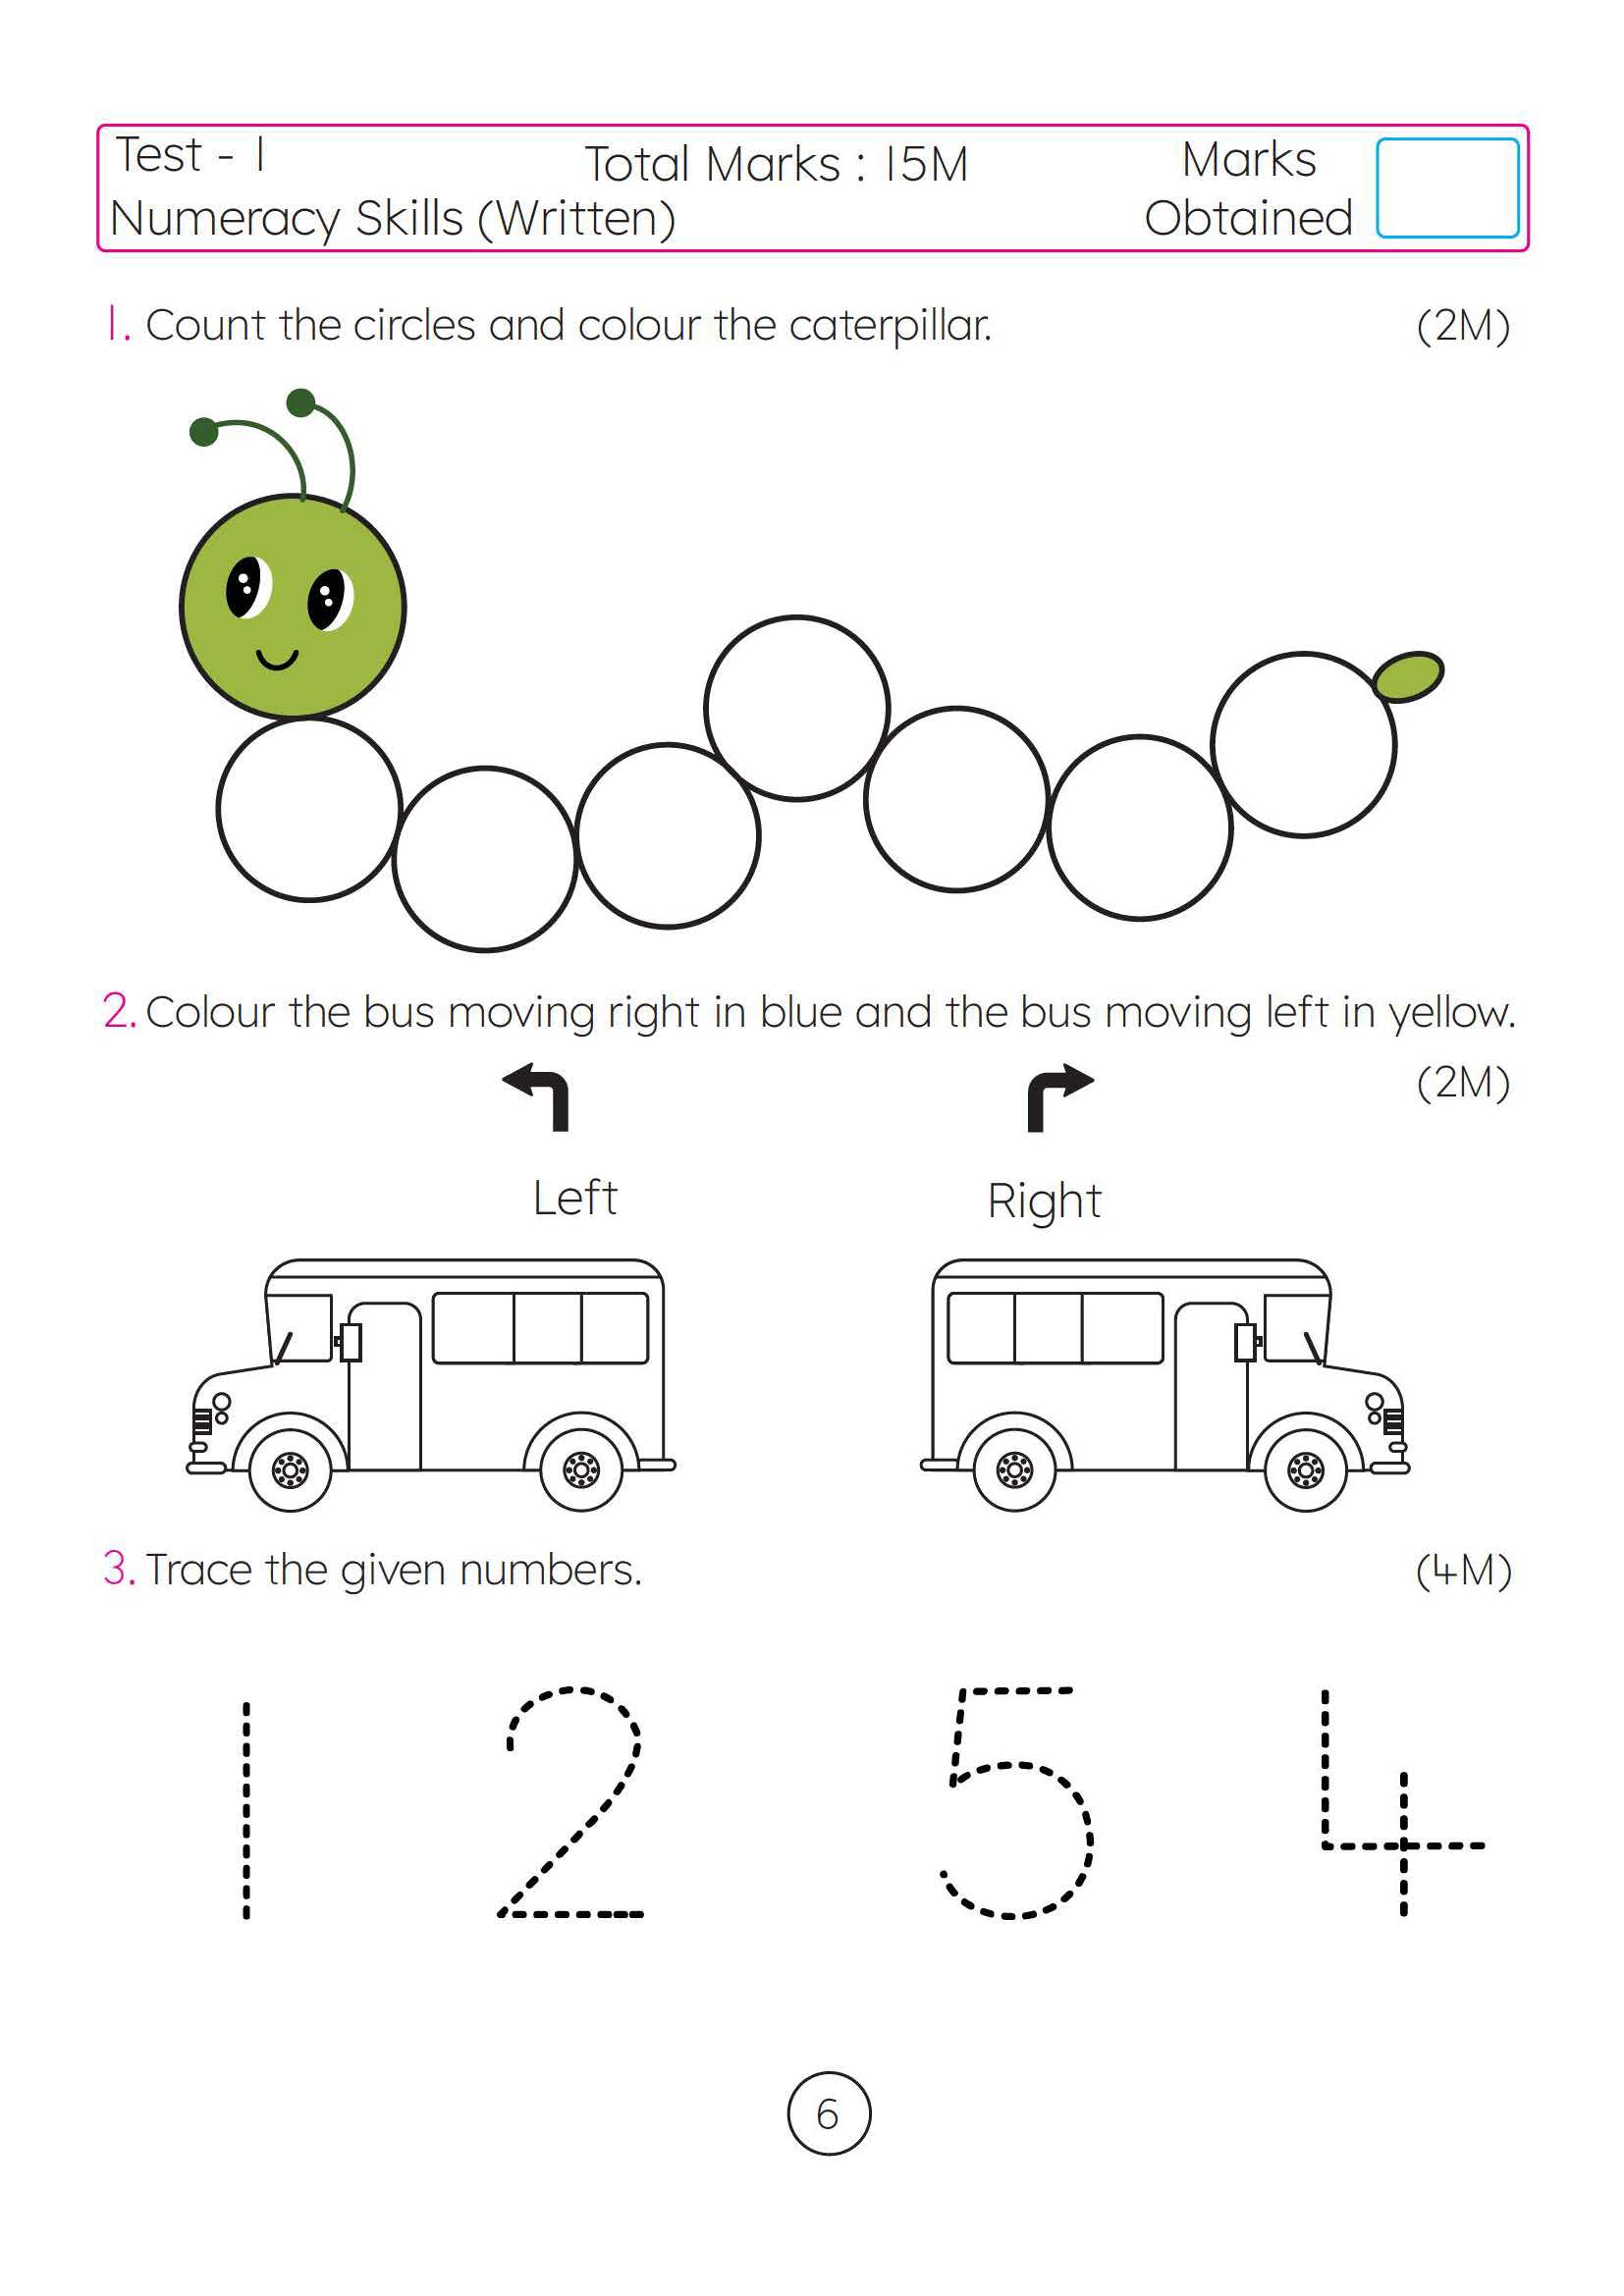 Test - 1
Total Marks : 15M
Marks
Numeracy Skills (Written)
Obtained
1. Count the circles and colour the caterpillar. (2M)
2. Colour the bus moving right in blue and the bus moving left in yellow.
(2M)
Left Right
3. Trace the given numbers. (4M)
1 2 5 4
6